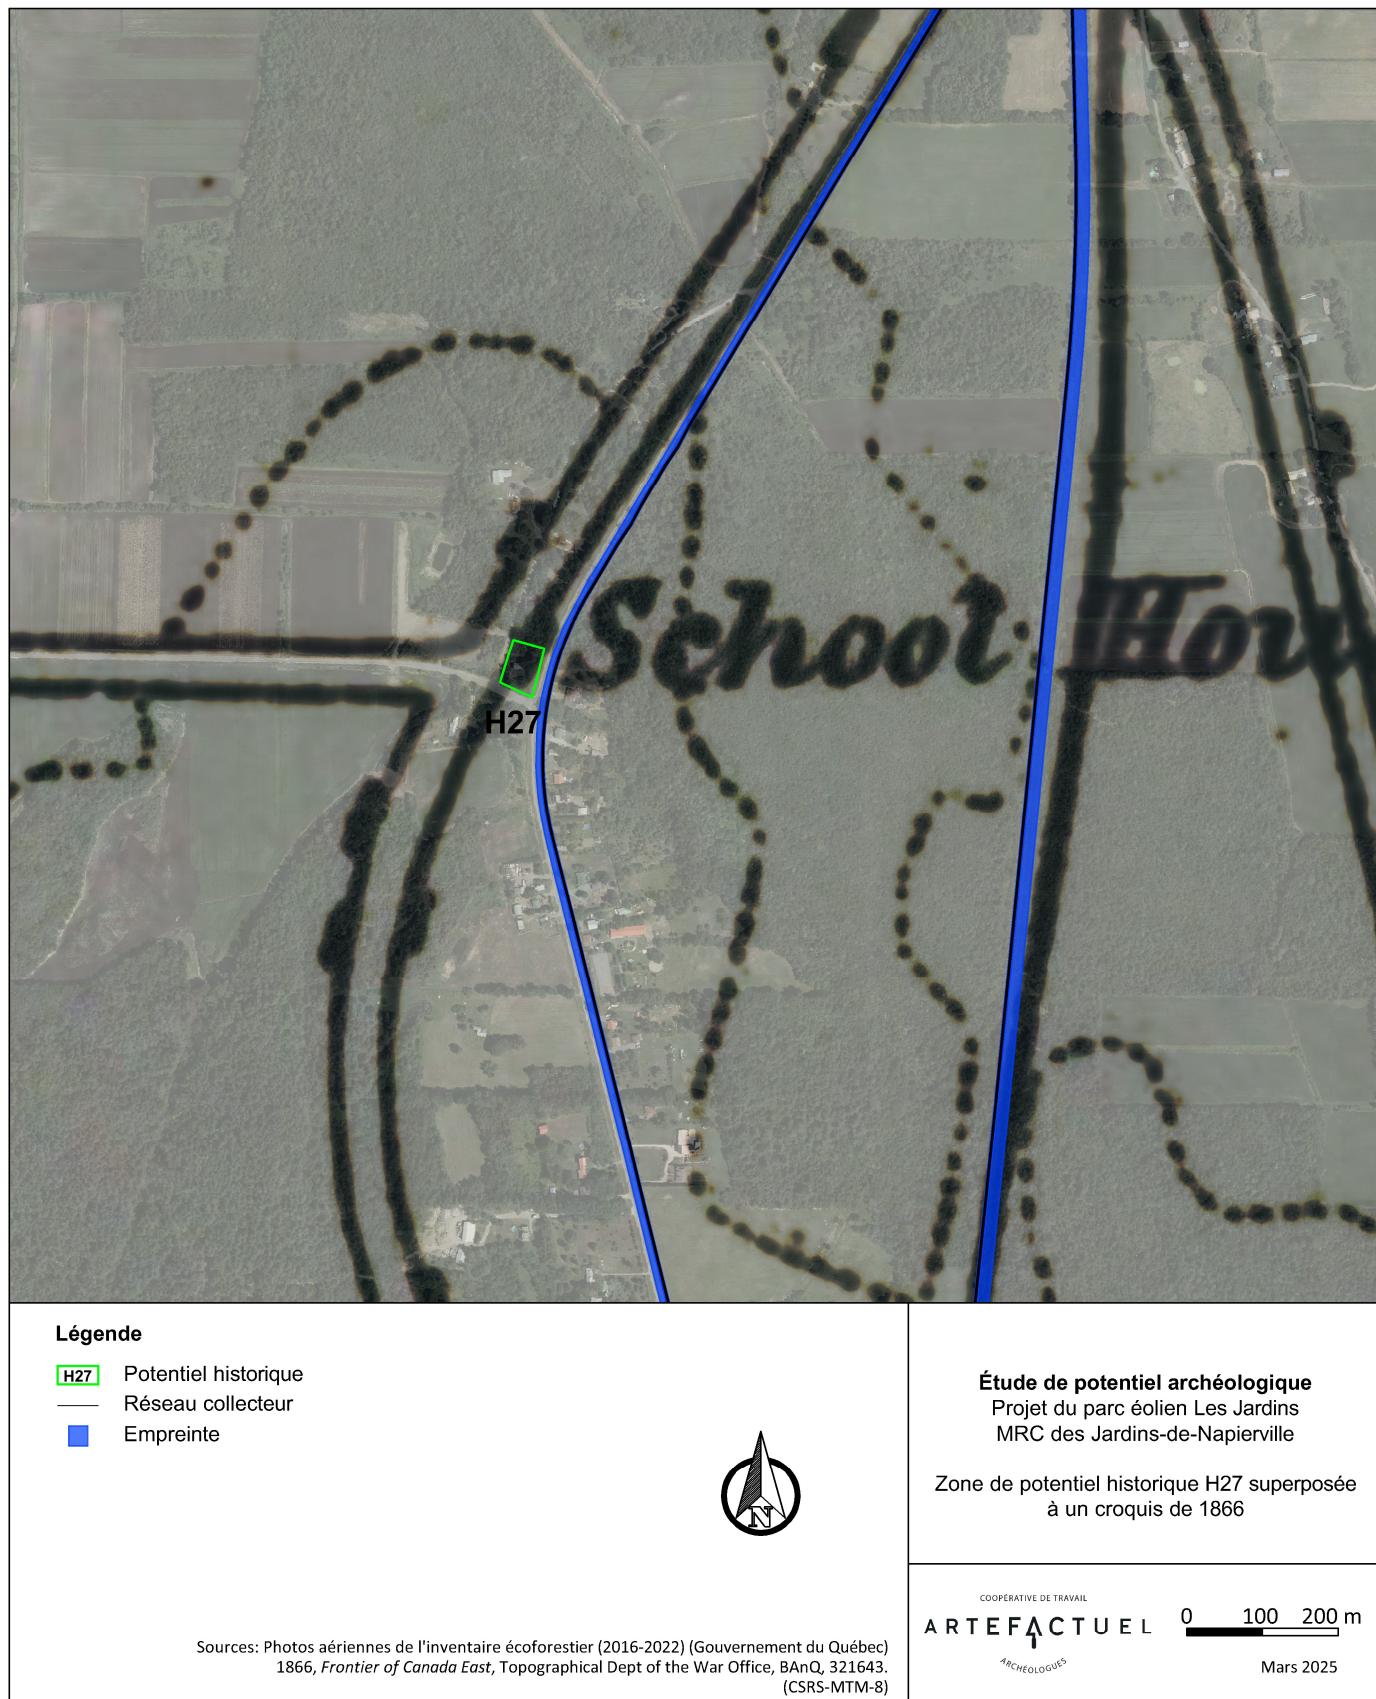 School Hou
H27
Légende
H27 Potentiel historique
Réseau collecteur
Empreinte
N
Sources: Photos aériennes de l'inventaire écoforestier (2016-2022) (Gouvernement du Québec)
1866, Frontier of Canada East, Topographical Dept of the War Office, BAnQ, 321643.
(CSRS-MTM-8)
Étude de potentiel archéologique
Projet du parc éolien Les Jardins
MRC des Jardins-de-Napierville
Zone de potentiel historique H27 superposée
à un croquis de 1866
COOPÉRATIVE DE TRAVAIL
ARTEFACTUEL
ARCHÉOLOGUES
0 100 200 m
Mars 2025